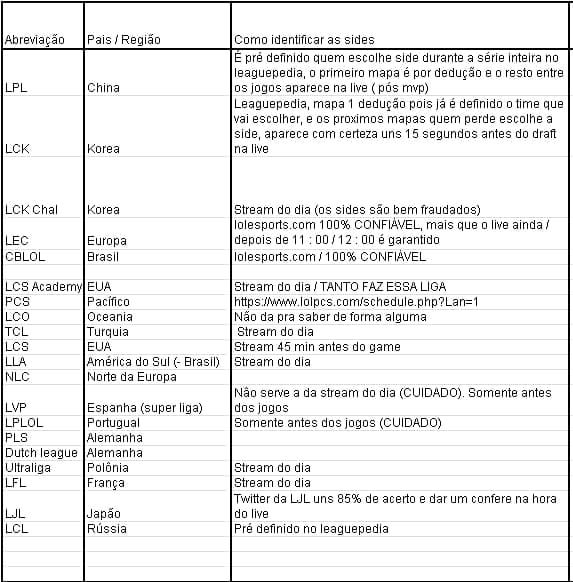 Abreviação País / Região Como identificar as sides
É pré definido quem escolhe side durante a série inteira no
leaguepedia, o primeiro mapa é por dedução e o resto entre
LPL China os jogos aparece na live ( pós mvp)
Leaguepedia, mapa 1 dedução pois já é definido o time que
vai escolher, e os proximos mapas quem perde escolhe a
side, aparece com certeza uns 15 segundos antes do draft
LCK Korea na live
LCK Chal Korea Stream do dia (os sides são bem fraudados)
lolesports.com 100% CONFIÁVEL, mais que o live ainda /
LEC Europa depois de 11 : 00 / 12 : 00 é garantido
CBLOL Brasil lolesports.com / 100% CONFIÁVEL
LCS Academy EUA Stream do dia / TANTO FAZ ESSA LIGA
PCS Pacífico https://www.lolpcs.com/schedule.php?Lan=1
LCO Oceania Não da pra saber de forma alguma
TCL Turquia Stream do dia
LCS EUA Stream 45 min antes do game
LLA América do Sul (- Brasil) Stream do dia
NLC Norte da Europa
Não serve a da stream do dia (CUIDADO). Somente antes
LVP Espanha (super liga) dos jogos
LPLOL Portugual Somente antes dos jogos (CUIDADO)
PLS Alemanha
Dutch league Alemanha
Ultraliga Polônia Stream do dia
LFL França Stream do dia
Twitter da LJL uns 85% de acerto e dar um confere na hora
LJL Japão do live
LCL Rússia Pré definido no leaguepedia